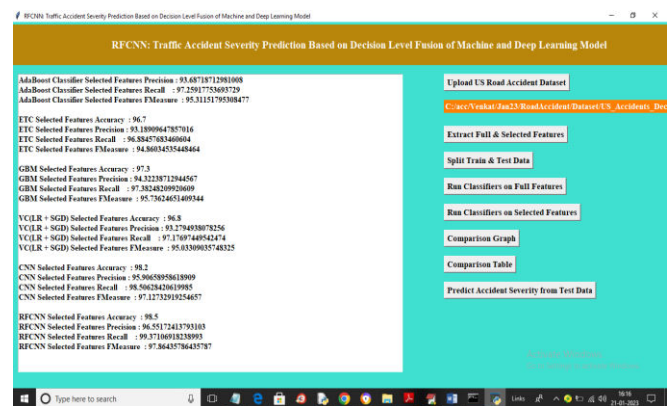 RFCNN: Traffic Accident Severity Prediction Based on Decision Level Fusion of Machine and Deep Learning Model
RFCNN: Traffic Accident Severity Prediction Based on Decision Level Fusion of Machine and Deep Learning Model
AdaBoost Classifier Selected Features Precision : 93.68718712981008
AdaBoost Classifier Selected Features Recall : 97.25917753693729
AdaBoost Classifier Selected Features FMeasure : 95.31151795308477
ETC Selected Features Accuracy : 96.7
ETC Selected Features Precision : 93.18909647857016
ETC Selected Features Recall : 96.88457683460604
ETC Selected Features FMeasure : 94.86034535448464
GBM Selected Features Accuracy : 97.3
GBM Selected Features Precision : 94.32238712944567
GBM Selected Features Recall : 97.38248209920609
GBM Selected Features FMeasure : 95.73624651409344
VC(LR + SGD) Selected Features Accuracy : 96.8
VC(LR + SGD) Selected Features Precision : 93.2794938078256
VC(LR + SGD) Selected Features Recall : 97.17697449542474
VC(LR + SGD) Selected Features FMeasure : 95.03309035748325
CNN Selected Features Accuracy : 98.2
CNN Selected Features Precision : 95.90658958618909
CNN Selected Features Recall : 98.50628420619985
CNN Selected Features FMeasure : 97.12732919254657
RFCNN Selected Features Accuracy : 98.5
RFCNN Selected Features Precision : 96.55172413793103
RFCNN Selected Features Recall : 99.37106918238993
RFCNN Selected Features FMeasure : 97.86435786435787
Upload US Road Accident Dataset
C:/acc/Venkat/Jan23/RoadAccident/Dataset/US_Accidents_Dec
Extract Full & Selected Features
Split Train & Test Data
Run Classifiers on Full Features
Run Classifiers on Selected Features
Comparison Graph
Comparison Table
Predict Accident Severity from Test Data
Type here to search
Links
16:16
21-01-2023